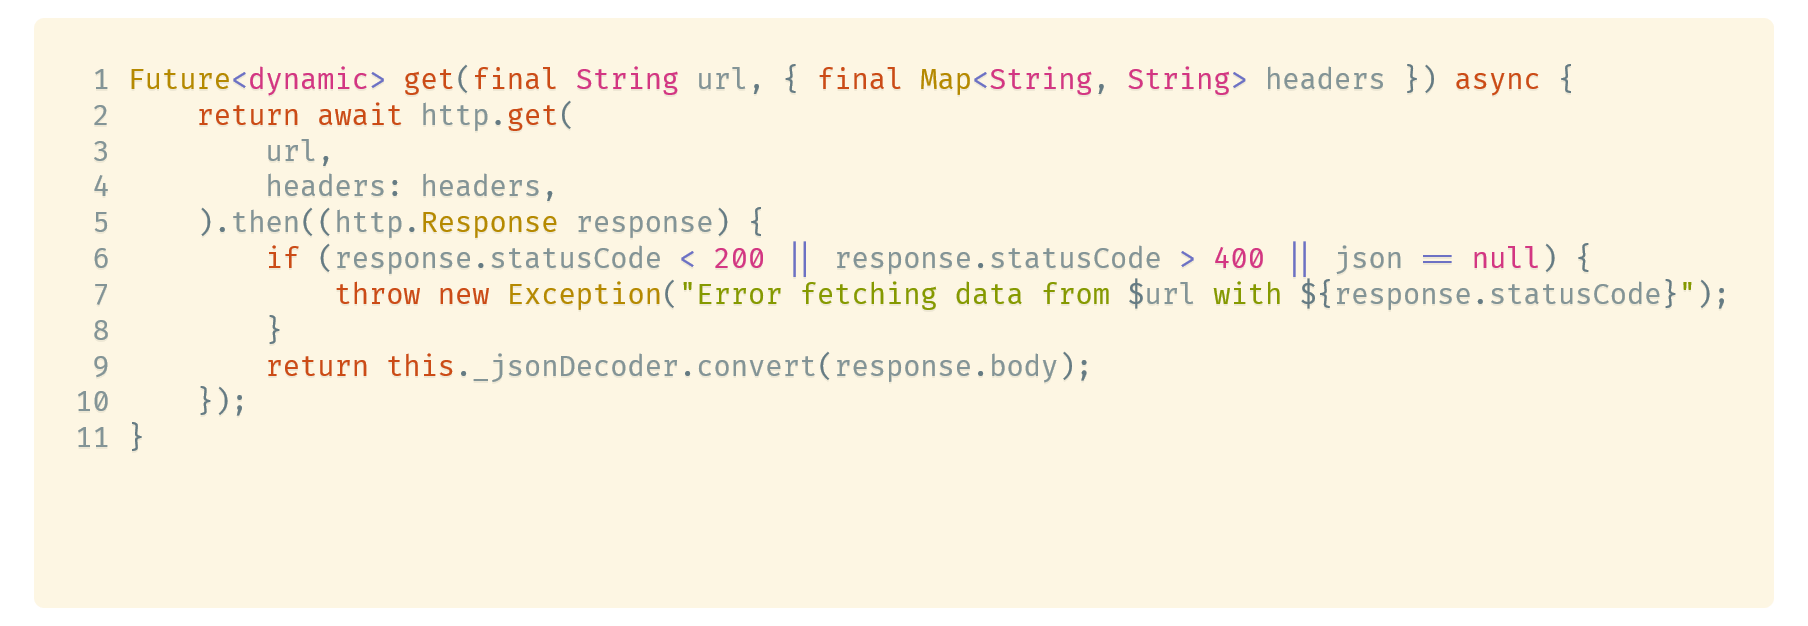 1 Future<dynamic> get(final String url, { final Map<String, String> headers }) async {
2     return await http.get(
3         url,
4         headers: headers,
5     ).then((http.Response response) {
6         if (response.statusCode < 200 || response.statusCode > 400 || json == null) {
7             throw new Exception("Error fetching data from $url with ${response.statusCode}");
8         }
9         return this._jsonDecoder.convert(response.body);
10     });
11 }